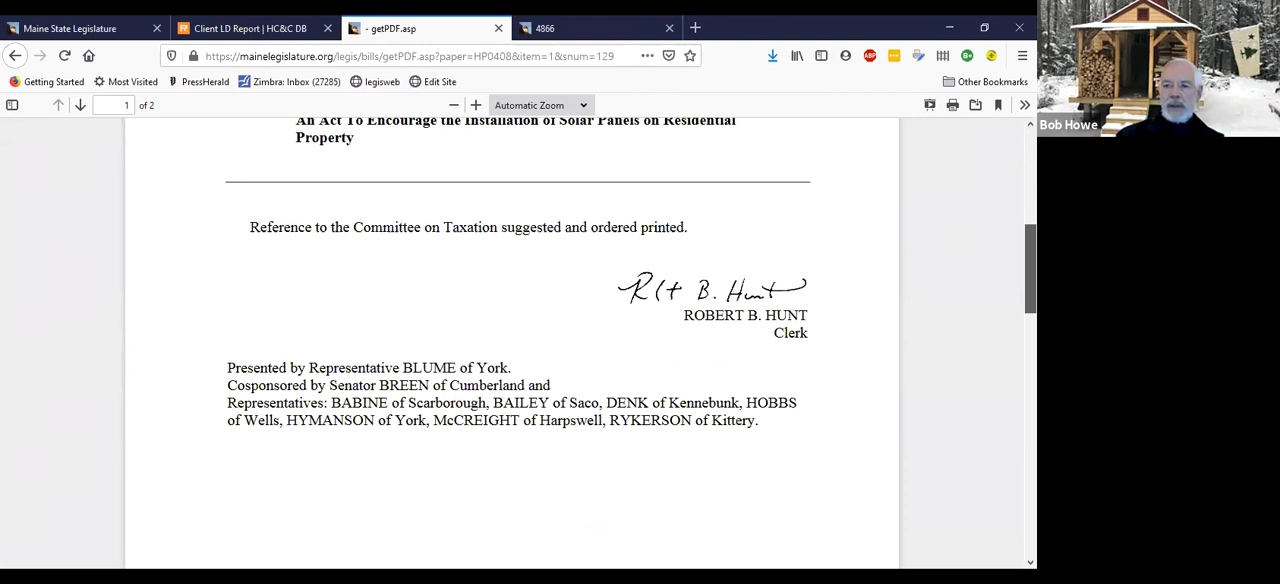 Maine State Legislature
Client LD Report | HC&C DB
- getPDF.asp
4866
https://mainelegislature.org/legis/bills/getPDF.asp?paper=HP0408&item=1&snum=129
Getting Started
Most Visited
PressHerald
Zimbra: Inbox (27285)
legisweb
Edit Site
Other Bookmarks
1
of 2
Automatic Zoom
An Act To Encourage the Installation of Solar Panels on Residential
Property
Reference to the Committee on Taxation suggested and ordered printed.
R(t B. Hunt
ROBERT B. HUNT
Clerk
Presented by Representative BLUME of York.
Cosponsored by Senator BREEN of Cumberland and
Representatives: BABINE of Scarborough, BAILEY of Saco, DENK of Kennebunk, HOBBS
of Wells, HYMANSON of York, McCREIGHT of Harpswell, RYKERSON of Kittery.
Bob Howe